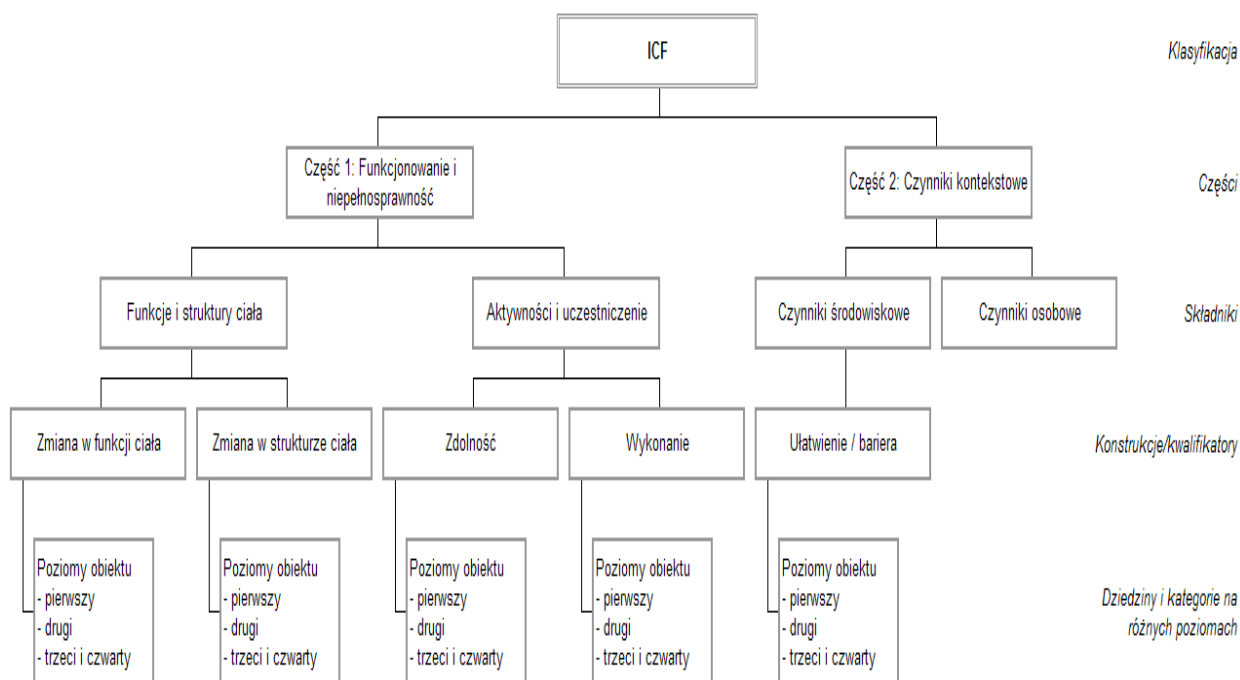 ICF
Klasyfikacja
Część 1: Funkcjonowanie i
niepełnosprawność
Część 2: Czynniki kontekstowe
Części
Funkcje i struktury ciała
Aktywności i uczestniczenie
Czynniki środowiskowe
Czynniki osobowe
Składniki
Zmiana w funkcji ciała
Zmiana w strukturze ciała
Zdolność
Wykonanie
Ułatwienie / bariera
Konstrukcje/kwalifikatory
Poziomy obiektu
- pierwszy
- drugi
- trzeci i czwarty
Poziomy obiektu
- pierwszy
- drugi
- trzeci i czwarty
Poziomy obiektu
- pierwszy
- drugi
- trzeci i czwarty
Poziomy obiektu
- pierwszy
- drugi
- trzeci i czwarty
Poziomy obiektu
- pierwszy
- drugi
- trzeci i czwarty
Dziedziny i kategorie na
różnych poziomach